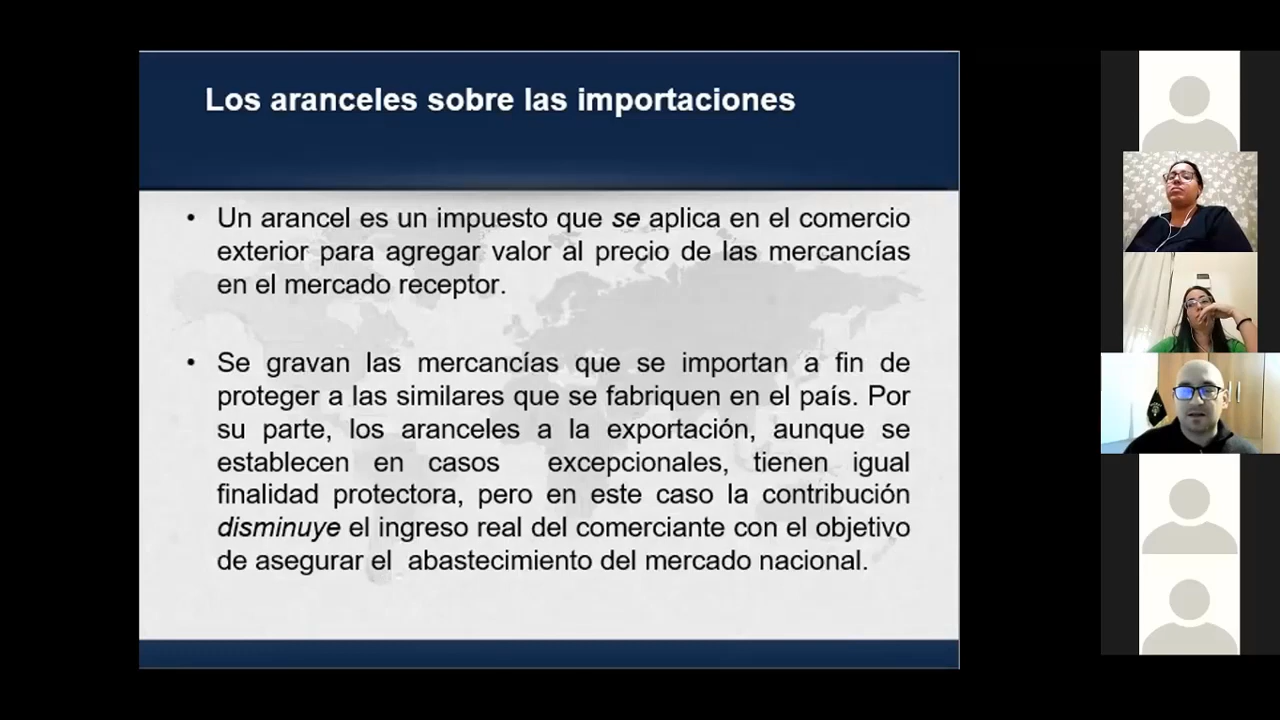 Los aranceles sobre las importaciones
• Un arancel es un impuesto que se aplica en el comercio
exterior para agregar valor al precio de las mercancías
en el mercado receptor.
• Se gravan las mercancías que se importan a fin de
proteger a las similares que se fabriquen en el país. Por
su parte, los aranceles a la exportación, aunque se
establecen en casos excepcionales, tienen igual
finalidad protectora, pero en este caso la contribución
disminuye el ingreso real del comerciante con el objetivo
de asegurar el abastecimiento del mercado nacional.